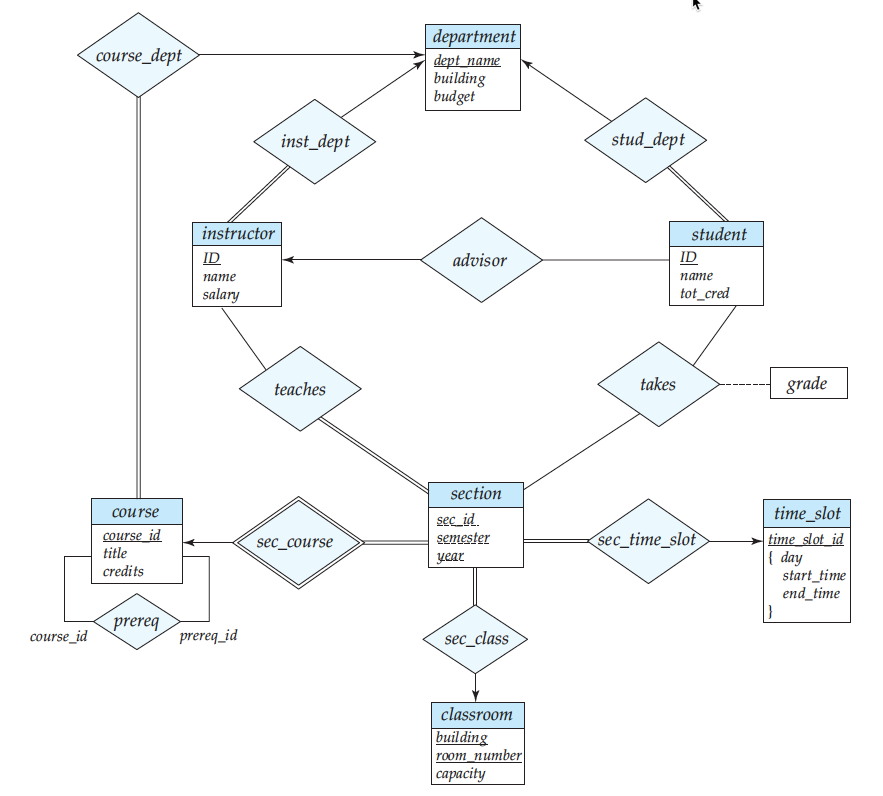 department
course_dept
dept_name
building
budget
inst_dept
stud_dept
instructor
ID
name
salary
advisor
student
ID
name
tot_cred
teaches
takes
grade
course
course_id
title
credits
sec_course
section
sec_id
semester
year
sec_time_slot
time_slot
time_slot_id
{ day
start_time
end_time
}
prereq
course_id
prereq_id
sec_class
classroom
building
room_number
capacity